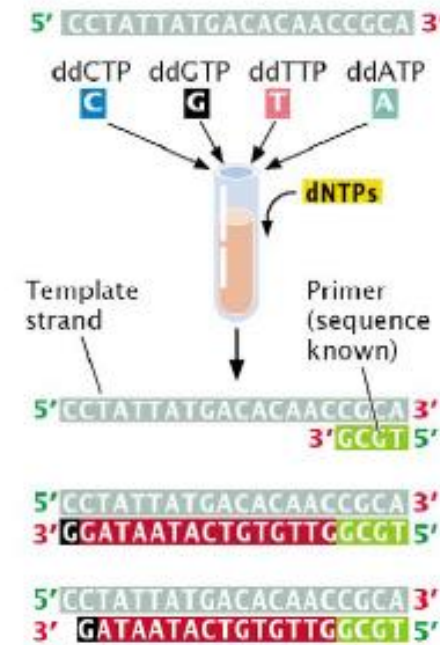 5' CCTATTATGACACAACCGCA 3'
ddCTP ddGTP ddTTP ddATP
C G T A
dNTPs
Template strand
Primer (sequence known)
5' CCTATTATGACACAACCGCA 3'
3' GCGT 5'
5' CCTATTATGACACAACCGCA 3'
3' GGATAATACTGTGTTGGCGT 5'
5' CCTATTATGACACAACCGCA 3'
3' GATAATACTGTGTTGGCGT 5'